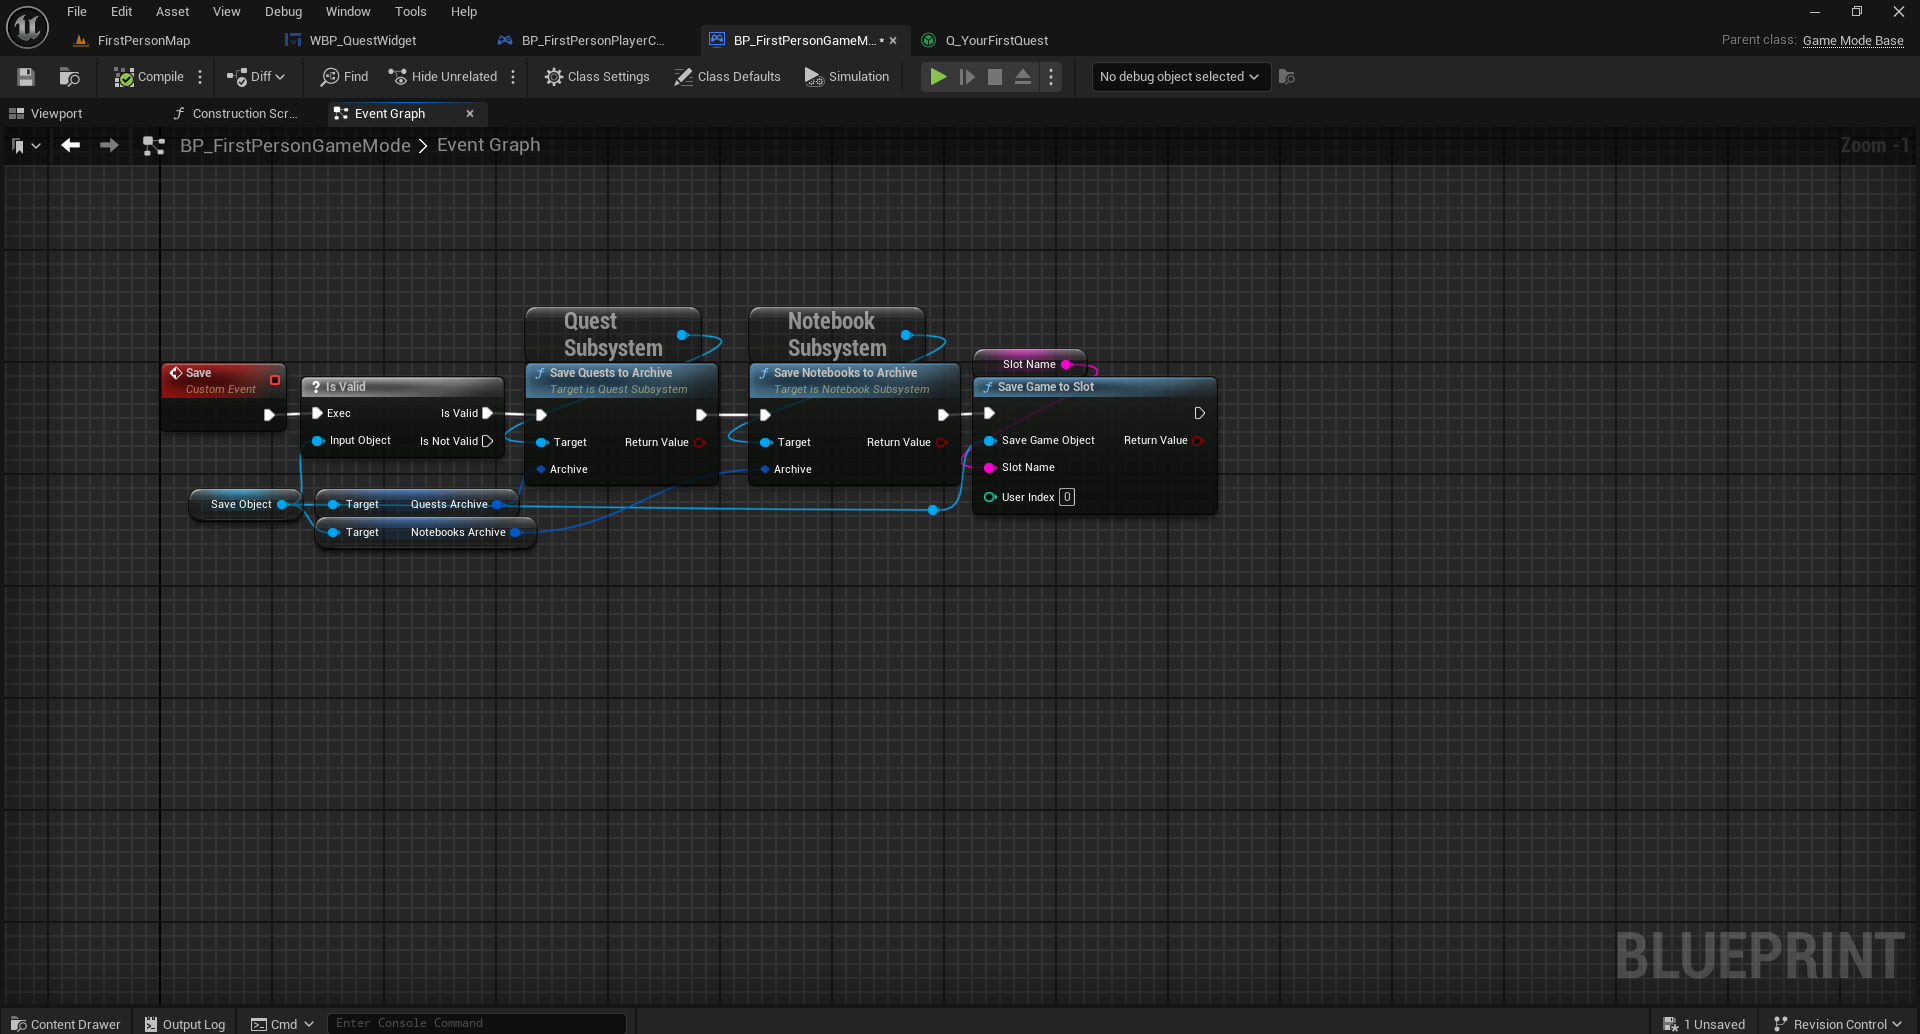 File Edit Asset View Debug Window Tools Help
FirstPersonMap WBP_QuestWidget BP_FirstPersonPlayerC... BP_FirstPersonGameM...* Q_YourFirstQuest Parent class: Game Mode Base
Compile Diff Find Hide Unrelated Class Settings Class Defaults Simulation No debug object selected
Viewport Construction Scr... Event Graph
BP_FirstPersonGameMode > Event Graph Zoom -1
Quest
Subsystem
Notebook
Subsystem
Slot Name
Save
Custom Event
Is Valid
Exec Is Valid
Input Object Is Not Valid
Save Quests to Archive
Target is Quest Subsystem
Target Return Value
Archive
Save Notebooks to Archive
Target is Notebook Subsystem
Target Return Value
Archive
Save Game to Slot
Save Game Object Return Value
Slot Name
User Index 0
Save Object
Target Quests Archive
Target Notebooks Archive
BLUEPRINT
Content Drawer Output Log Cmd Enter Console Command 1 Unsaved Revision Control